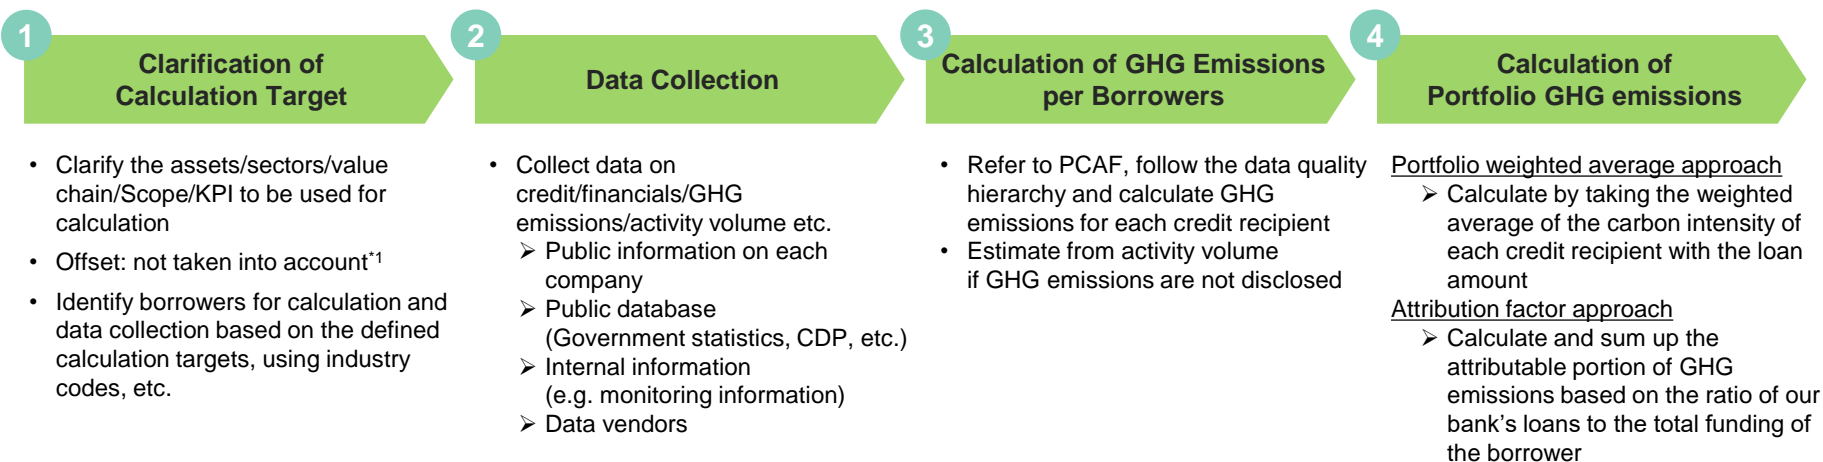 1
Clarification of
Calculation Target
• Clarify the assets/sectors/value
chain/Scope/KPI to be used for
calculation
• Offset: not taken into account*1
• Identify borrowers for calculation and
data collection based on the defined
calculation targets, using industry
codes, etc.
2
Data Collection
• Collect data on
credit/financials/GHG
emissions/activity volume etc.
➢ Public information on each
company
➢ Public database
(Government statistics, CDP, etc.)
➢ Internal information
(e.g. monitoring information)
➢ Data vendors
3
Calculation of GHG Emissions
per Borrowers
• Refer to PCAF, follow the data quality
hierarchy and calculate GHG
emissions for each credit recipient
• Estimate from activity volume
if GHG emissions are not disclosed
4
Calculation of
Portfolio GHG emissions
Portfolio weighted average approach
➢ Calculate by taking the weighted
average of the carbon intensity of
each credit recipient with the loan
amount
Attribution factor approach
➢ Calculate and sum up the
attributable portion of GHG
emissions based on the ratio of our
bank's loans to the total funding of
the borrower